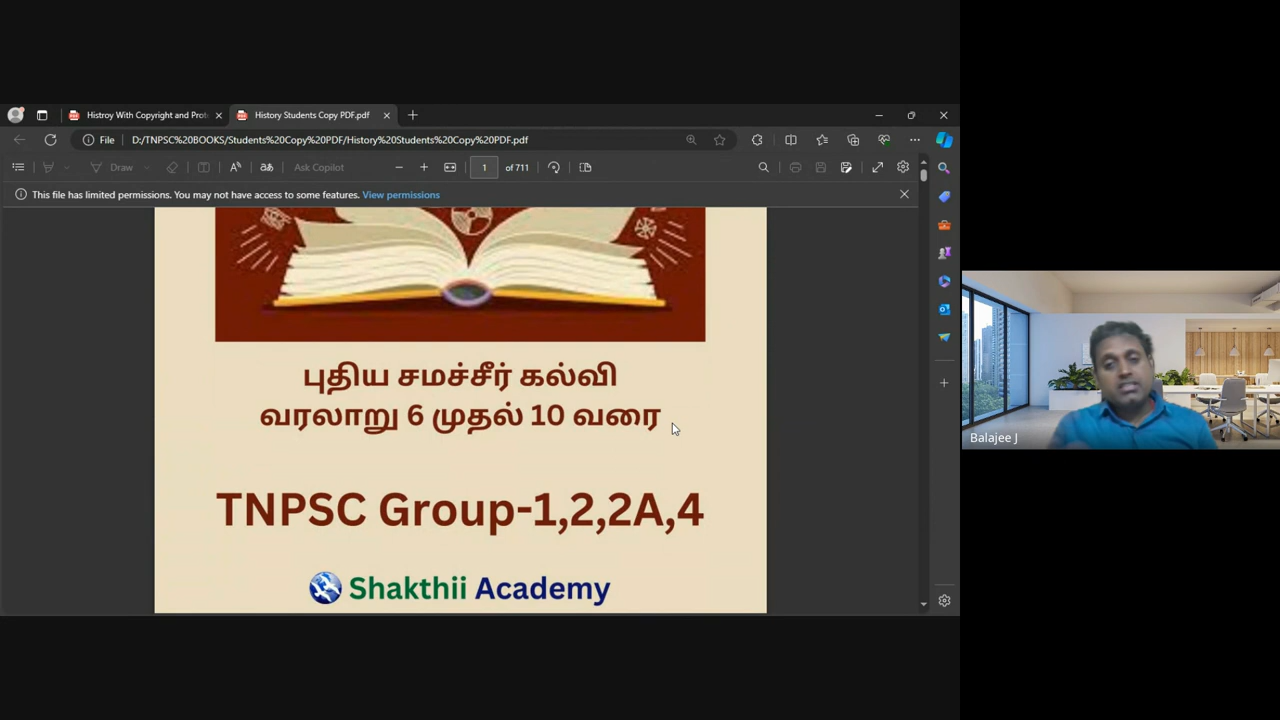 Histroy With Copyright and Prot
History Students Copy PDF.pdf
File
D:/TNPSC%20BOOKS/Students%20Copy%20PDF/History%20Students%20Copy%20PDF.pdf
Draw
Ask Copilot
1 of 711
This file has limited permissions. You may not have access to some features. View permissions
புதிய சமச்சீர் கல்வி
வரலாறு 6 முதல் 10 வரை
TNPSC Group-1,2,2A,4
Shakthii Academy
Balajee J